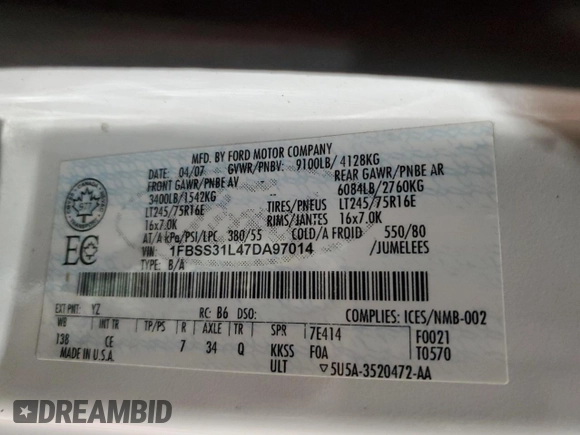 MFD. BY FORD MOTOR COMPANY
DATE: 04/07 GVWR/PNBV: 9100LB/ 4128KG
FRONT GAWR/PNBE AV REAR GAWR/PNBE AR
3400LB/1542KG 6084LB/2760KG
LT245/75R16E TIRES/PNEUS LT245/75R16E
16x7.0K RIMS/JANTES 16x7.0K
AT/A kPa/PSI/LPC 380/55 COLD/A FROID 550/80
VIN: 1FBSS31L47DA97014 /JUMELEES
TYPE: B/A
EC
EXT PNT: YZ RC: B6 DSO: COMPLIES: ICES/NMB-002
WB INT TR TP/PS R AXLE TR SPR 7E414 F0021
138 CE 7 34 Q KKSS F0A T0570
MADE IN U.S.A. ULT ▽5U5A-3520472-AA
DREAMBID DREAMBID